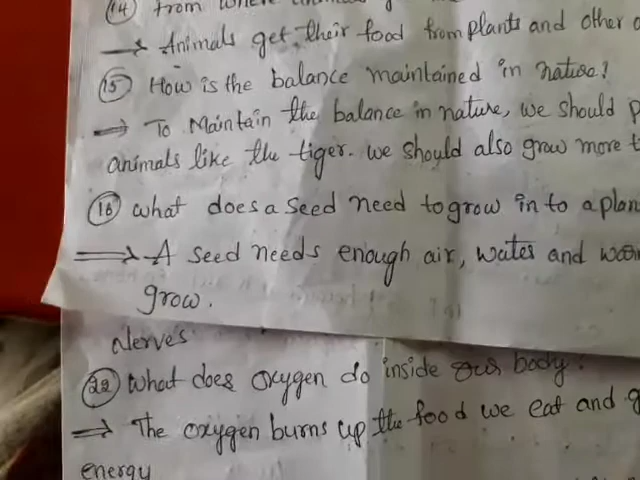 (14) From where
→ Animals get their food from plants and other
(15) How is the balance maintained in nature?
→ To Maintain the balance in nature, we should
animals like the tiger. we should also grow more
(16) what does a seed need to grow in to a plan
→ A seed needs enough air, water and
grow.
Nerves
(22) What does oxygen do inside our body?
→ The oxygen burns up the food we eat and
energy